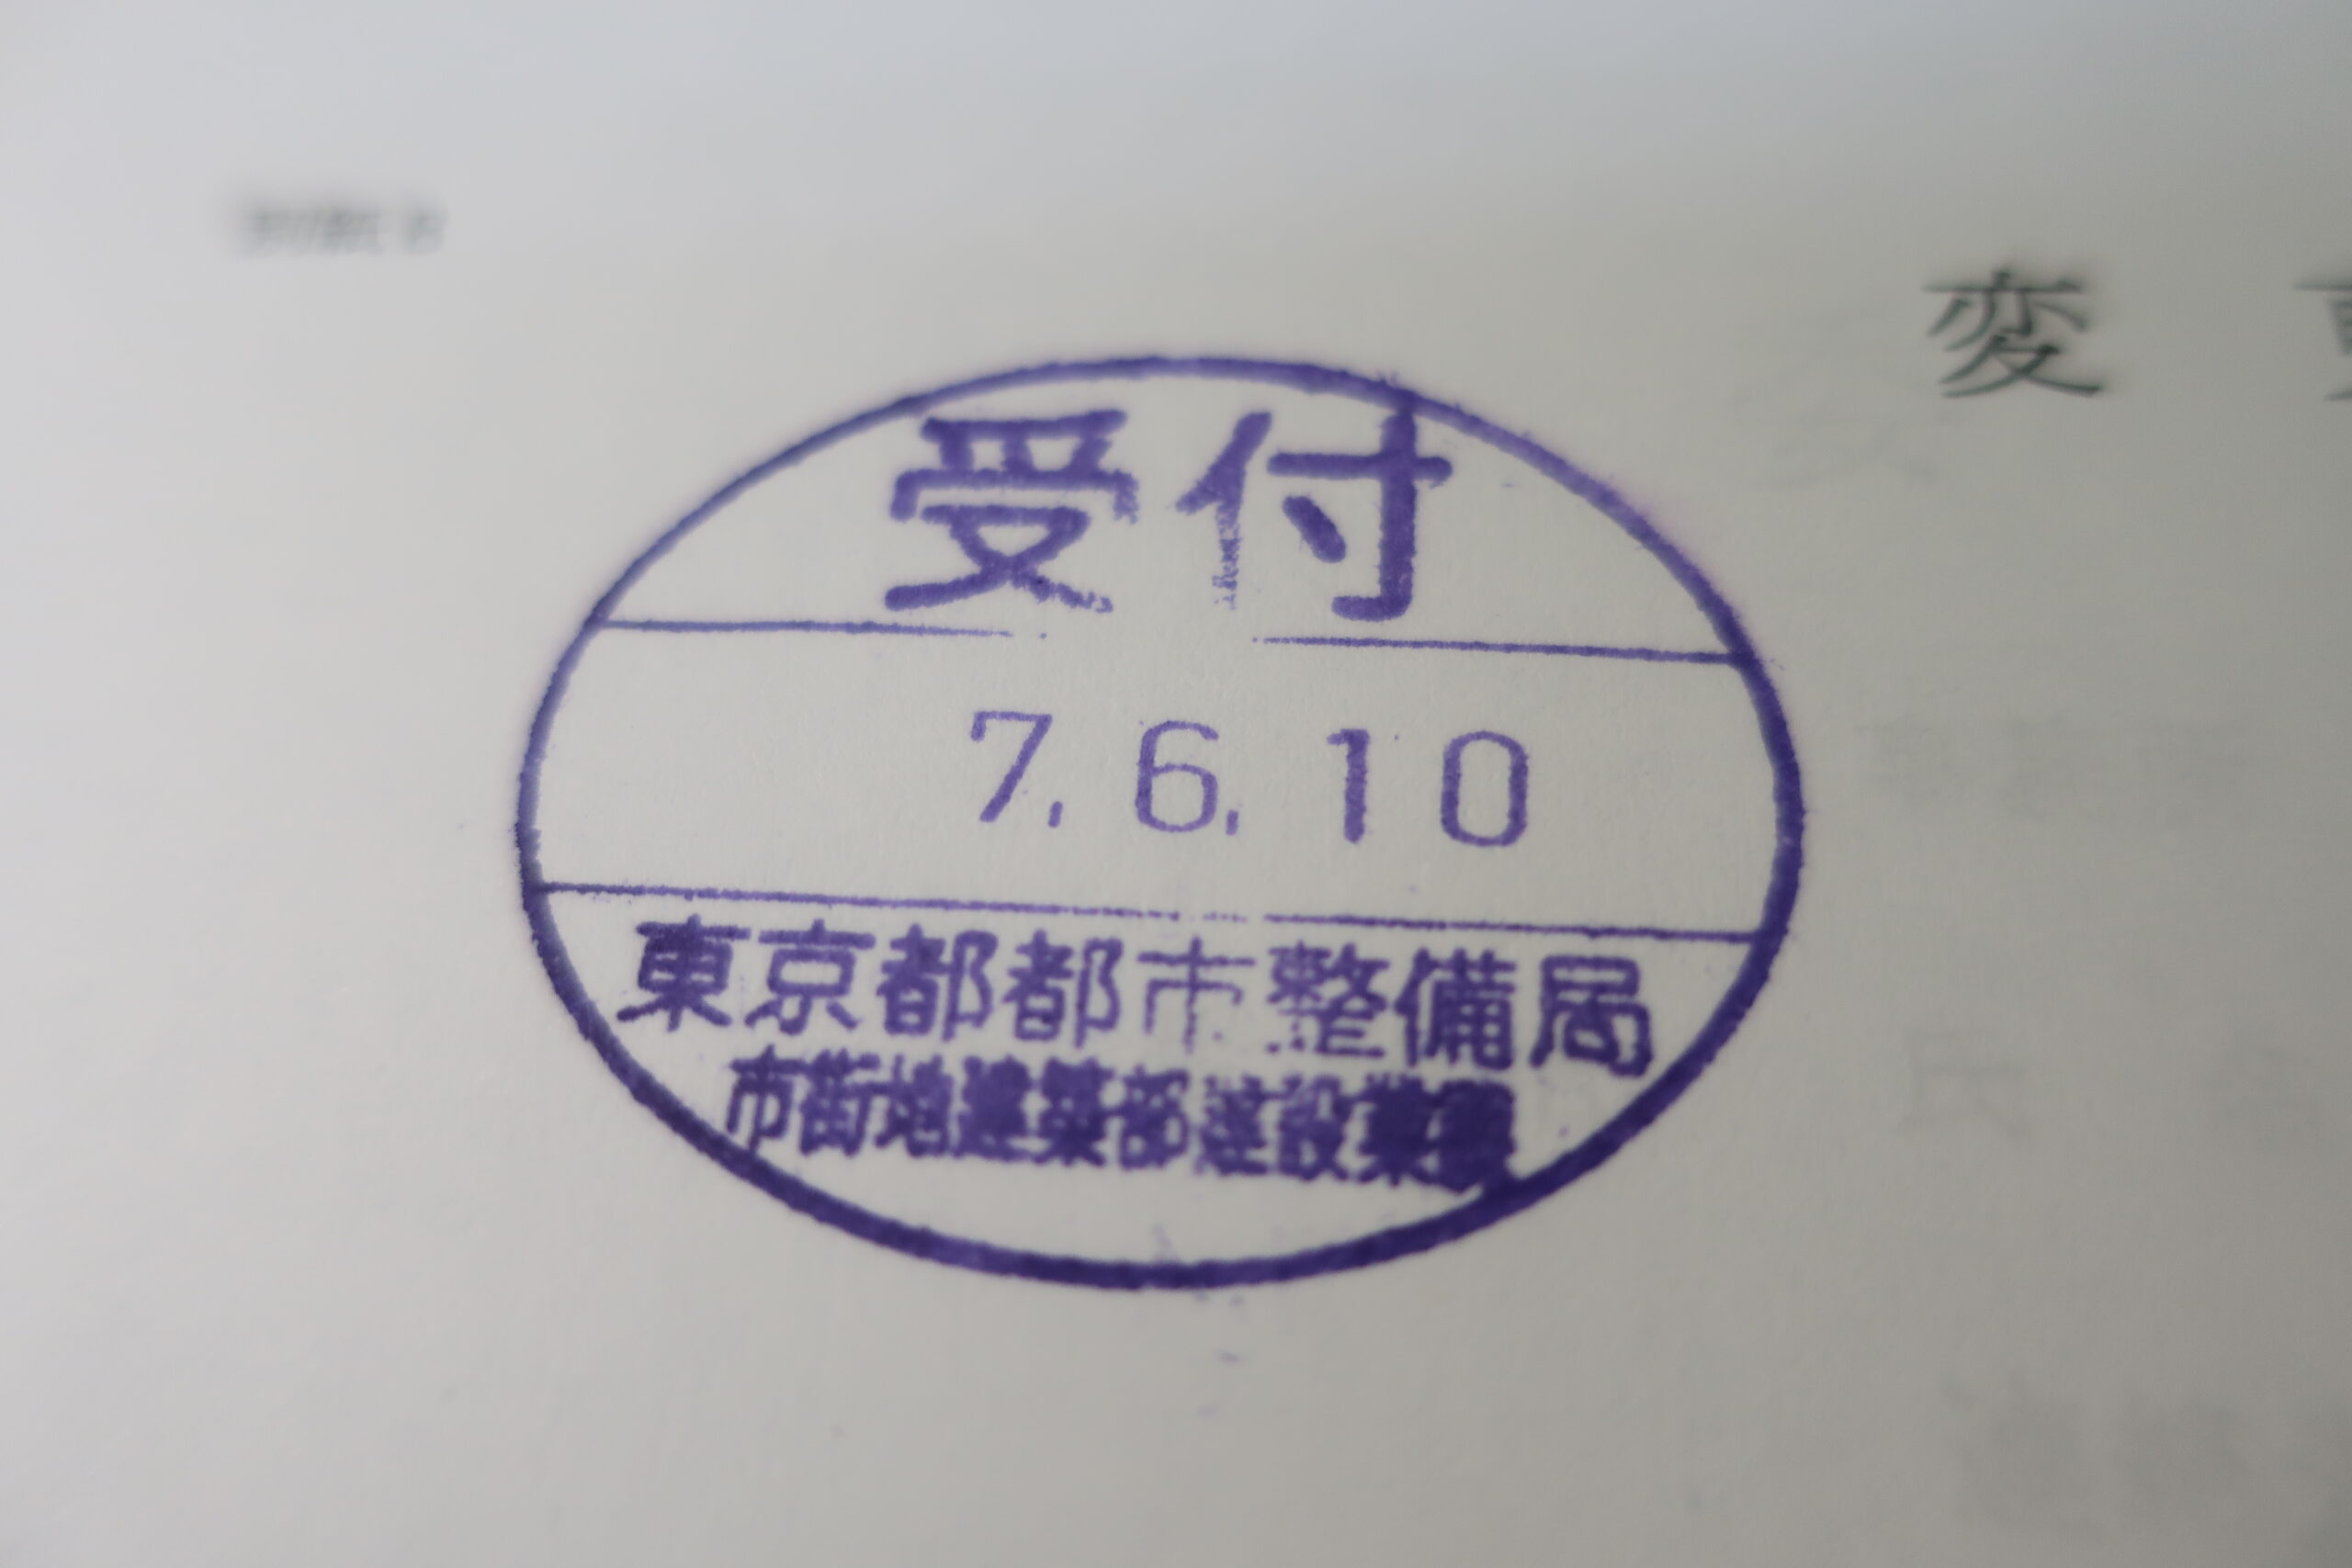 変
受付
7. 6. 10
東京都都市整備局
市街地建築部建設業課